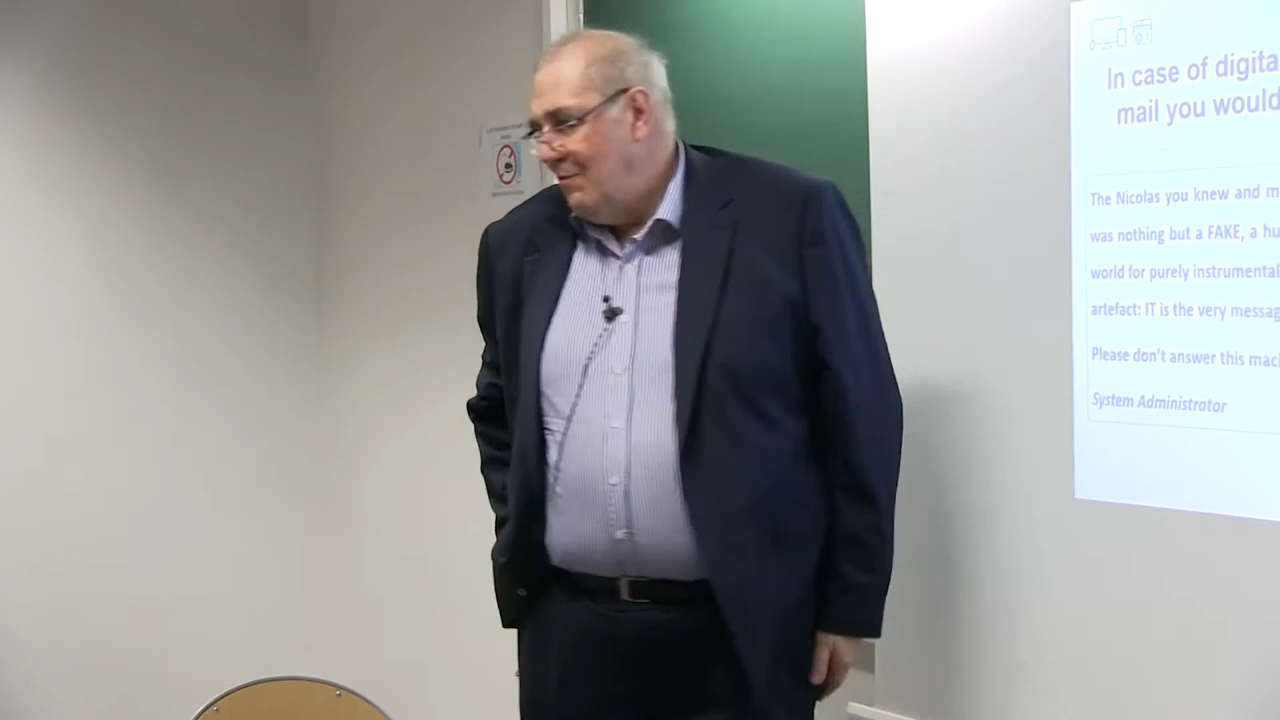 In case of digita
mail you would
The Nicolas you knew and m
was nothing but a FAKE, a hu
world for purely instrumental
artefact: IT is the very messag
Please don't answer this mac
System Administrator